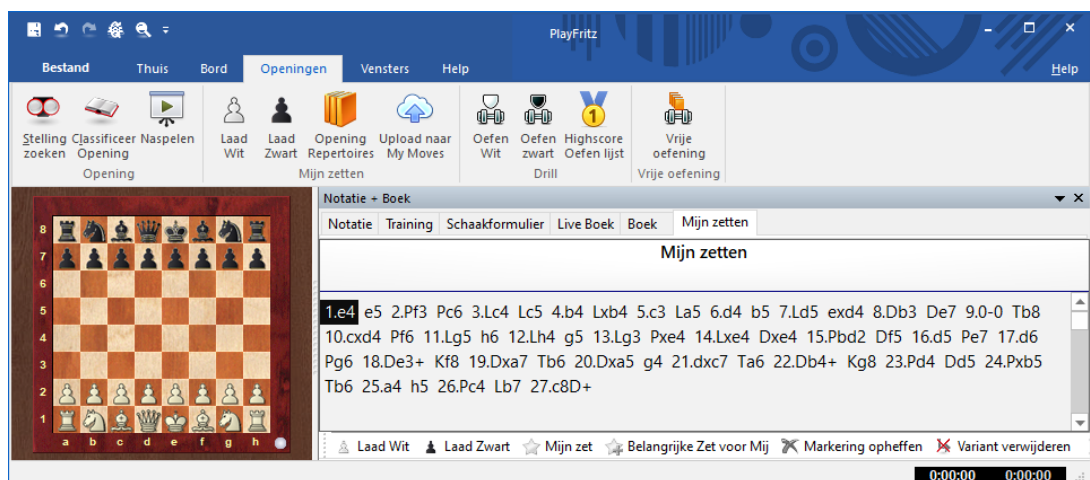 PlayFritz
Bestand Thuis Bord Openingen Vensters Help Help
Stelling zoeken
Classificeer Opening
Naspelen
Opening
Laad Wit
Laad Zwart
Opening Repertoires
Upload naar My Moves
Mijn zetten
Oefen Wit
Oefen zwart
Highscore Oefen lijst
1
Drill
Vrije oefening
Vrije oefening
8
7
6
5
4
3
2
1
a b c d e f g h
Notatie + Boek
Notatie Training Schaakformulier Live Boek Boek Mijn zetten
Mijn zetten
1.e4 e5 2.Pf3 Pc6 3.Lc4 Lc5 4.b4 Lxb4 5.c3 La5 6.d4 b5 7.Ld5 exd4 8.Db3 De7 9.0-0 Tb8
10.cxd4 Pf6 11.Lg5 h6 12.Lh4 g5 13.Lg3 Pxe4 14.Lxe4 Dxe4 15.Pbd2 Df5 16.d5 Pe7 17.d6
Pg6 18.De3+ Kf8 19.Dxa7 Tb6 20.Dxa5 g4 21.dxc7 Ta6 22.Db4+ Kg8 23.Pd4 Dd5 24.Pxb5
Tb6 25.a4 h5 26.Pc4 Lb7 27.c8D+
Laad Wit Laad Zwart Mijn zet Belangrijke Zet voor Mij Markering opheffen Variant verwijderen
0:00:00 0:00:00